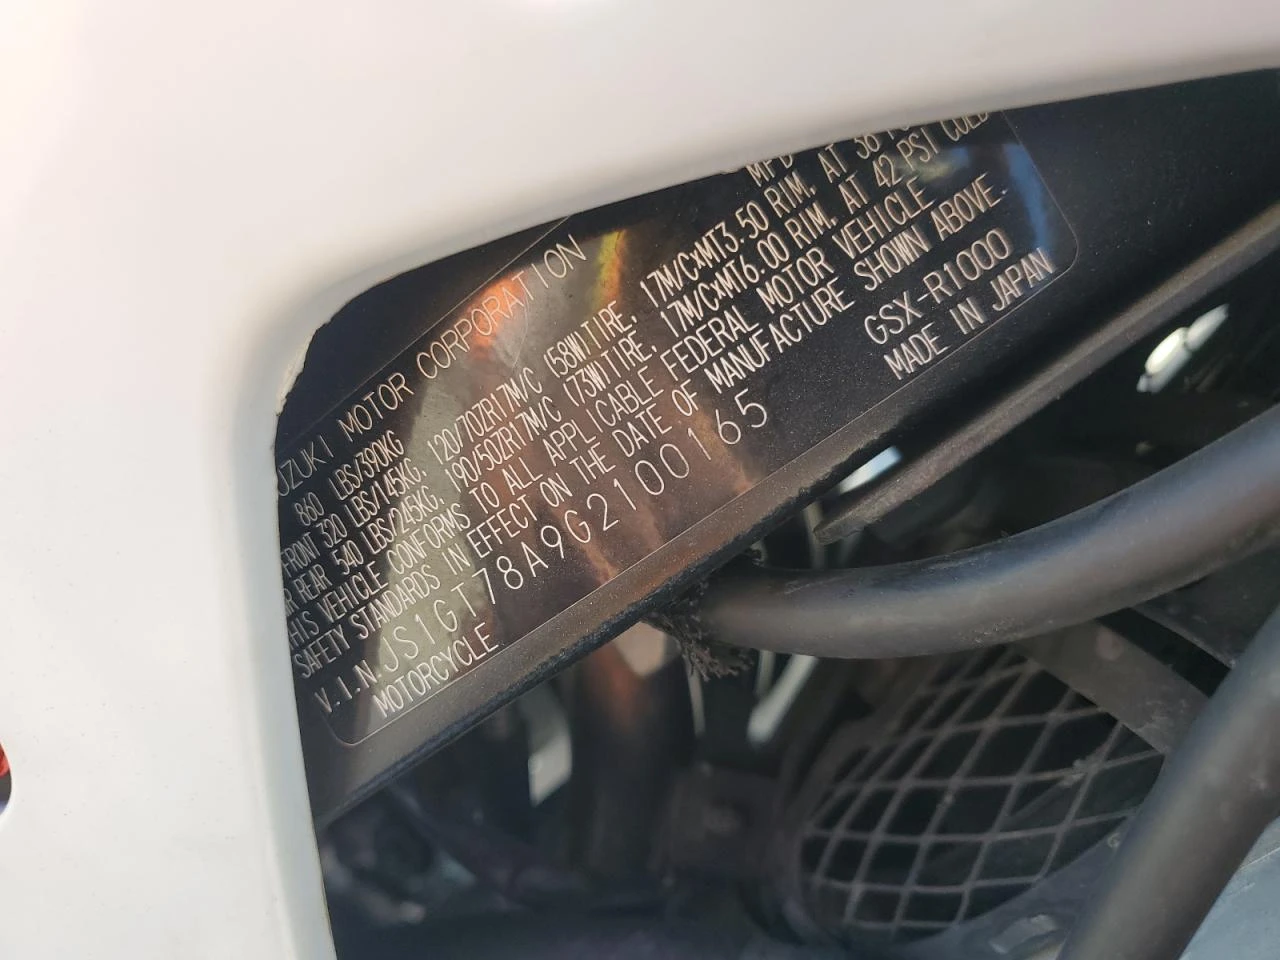 UZUKI MOTOR CORPORATION MFD
860 LBS/390KG
FRONT 320 LBS/145KG, 120/70ZR17M/C (58W)TIRE, 17M/CxMT3.50 RIM, AT 36
REAR 540 LBS/245KG, 190/50ZR17M/C (73W)TIRE, 17M/CxMT6.00 RIM, AT 42 PSI COLD
THIS VEHICLE CONFORMS TO ALL APPLICABLE FEDERAL MOTOR VEHICLE
SAFETY STANDARDS IN EFFECT ON THE DATE OF MANUFACTURE SHOWN ABOVE.
V.I.N. JS1GT78A9G2100165 GSX-R1000
MOTORCYCLE MADE IN JAPAN